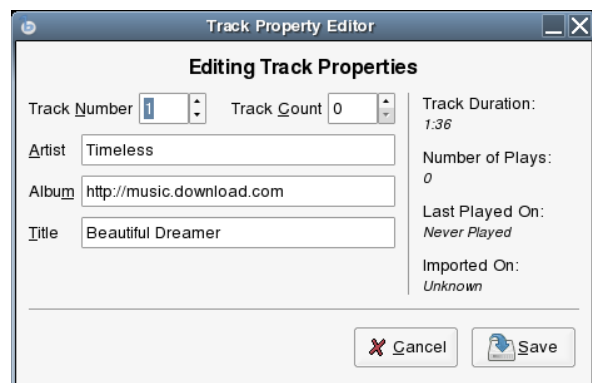 Track Property Editor
Editing Track Properties
Track Number 1 Track Count 0
Artist Timeless
Album http://music.download.com
Title Beautiful Dreamer
Track Duration:
1:36
Number of Plays:
0
Last Played On:
Never Played
Imported On:
Unknown
Cancel Save